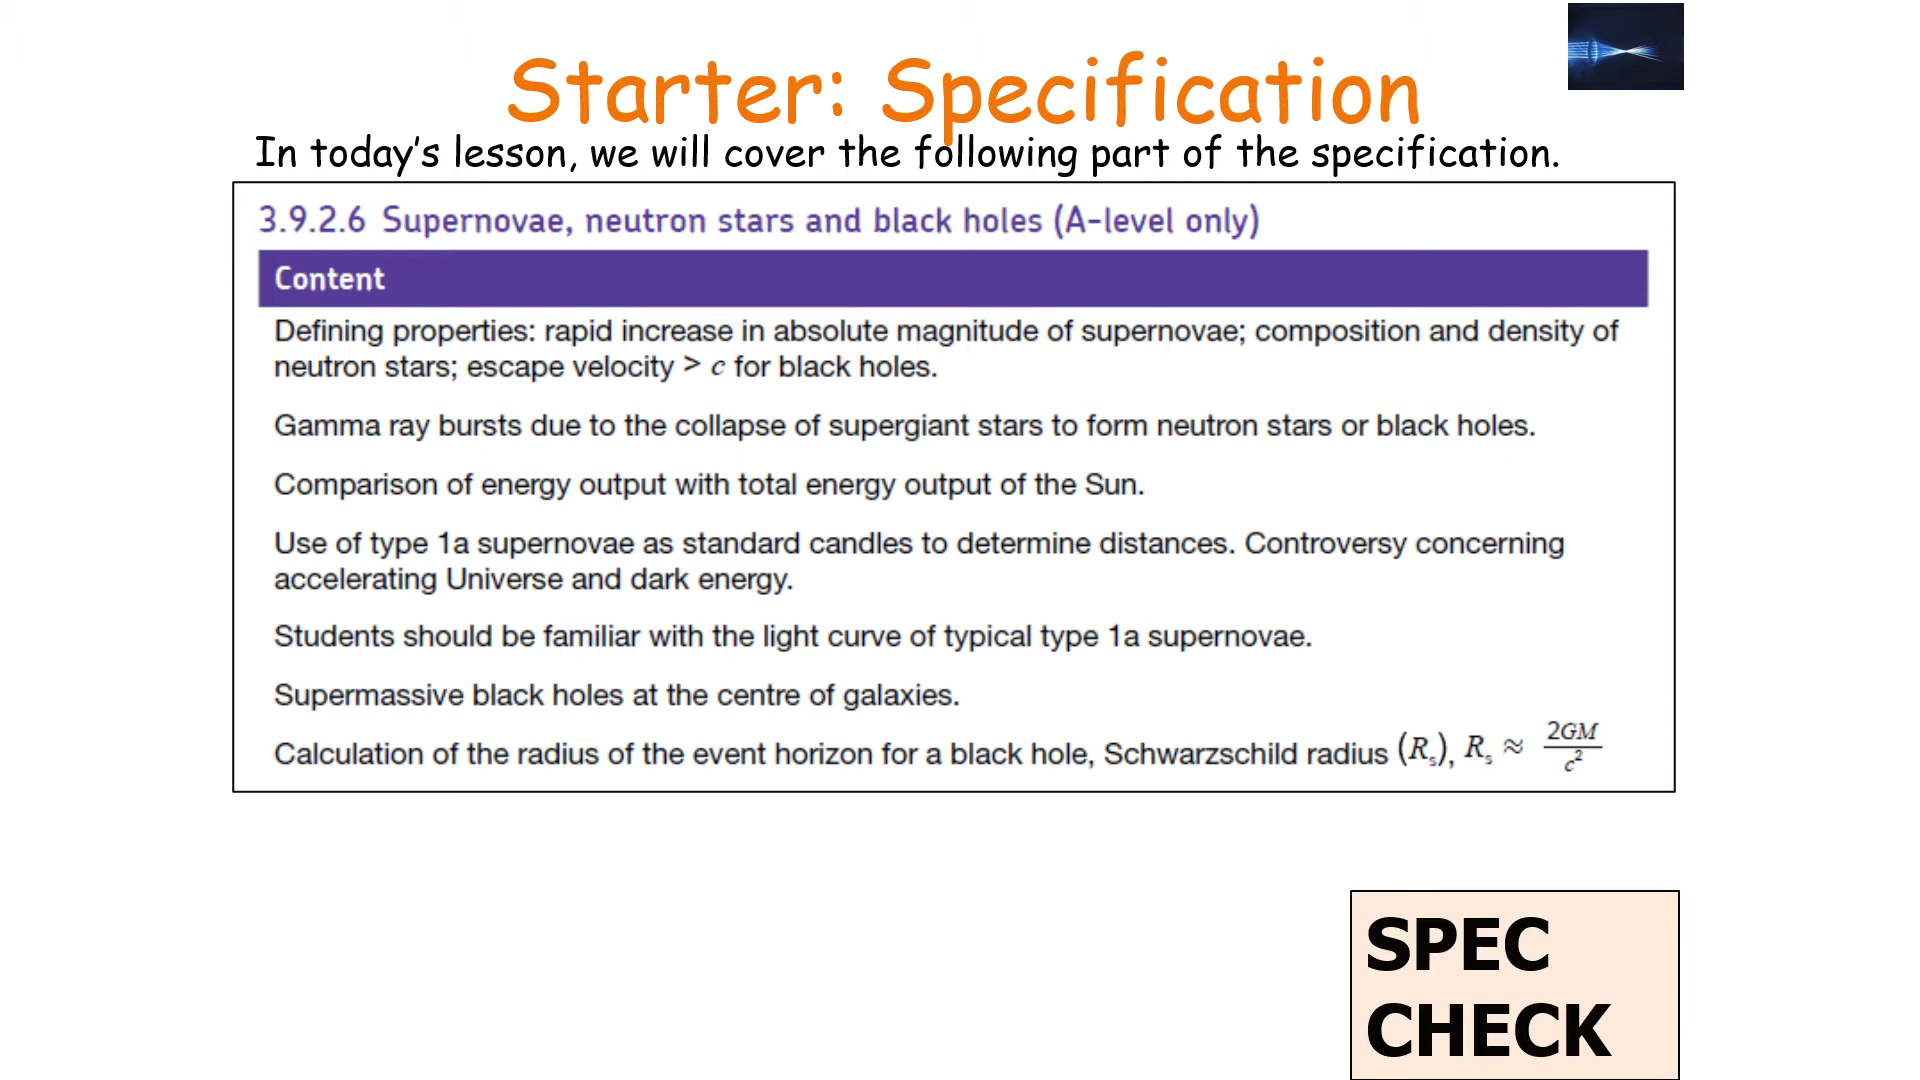 Starter: Specification
In today’s lesson, we will cover the following part of the specification.
3.9.2.6 Supernovae, neutron stars and black holes (A-level only)
Content
Defining properties: rapid increase in absolute magnitude of supernovae; composition and density of
neutron stars; escape velocity > c for black holes.
Gamma ray bursts due to the collapse of supergiant stars to form neutron stars or black holes.
Comparison of energy output with total energy output of the Sun.
Use of type 1a supernovae as standard candles to determine distances. Controversy concerning
accelerating Universe and dark energy.
Students should be familiar with the light curve of typical type 1a supernovae.
Supermassive black holes at the centre of galaxies.
Calculation of the radius of the event horizon for a black hole, Schwarzschild radius (Rₛ), Rₛ ≈ 2GM/c²
SPEC
CHECK